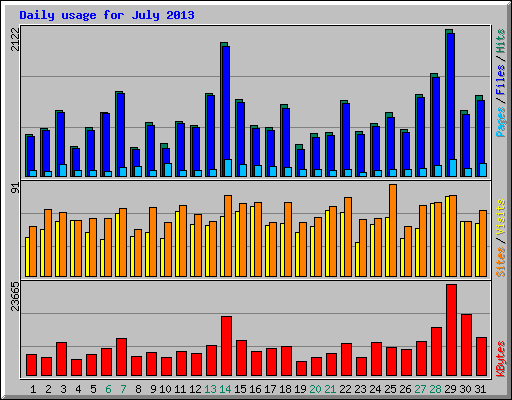 Daily usage for July 2013
2122
Pages / Files / Hits
91
Sites / Visits
23665
KBytes
1 2 3 4 5 6 7 8 9 10 11 12 13 14 15 16 17 18 19 20 21 22 23 24 25 26 27 28 29 30 31